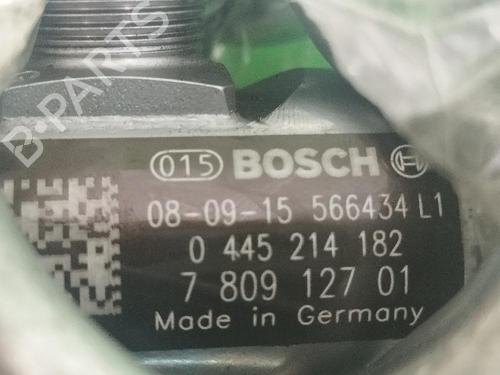 B-PARTS
015 BOSCH
08-09-15 566434 L1
0 445 214 182
7 809 127 01
Made in Germany